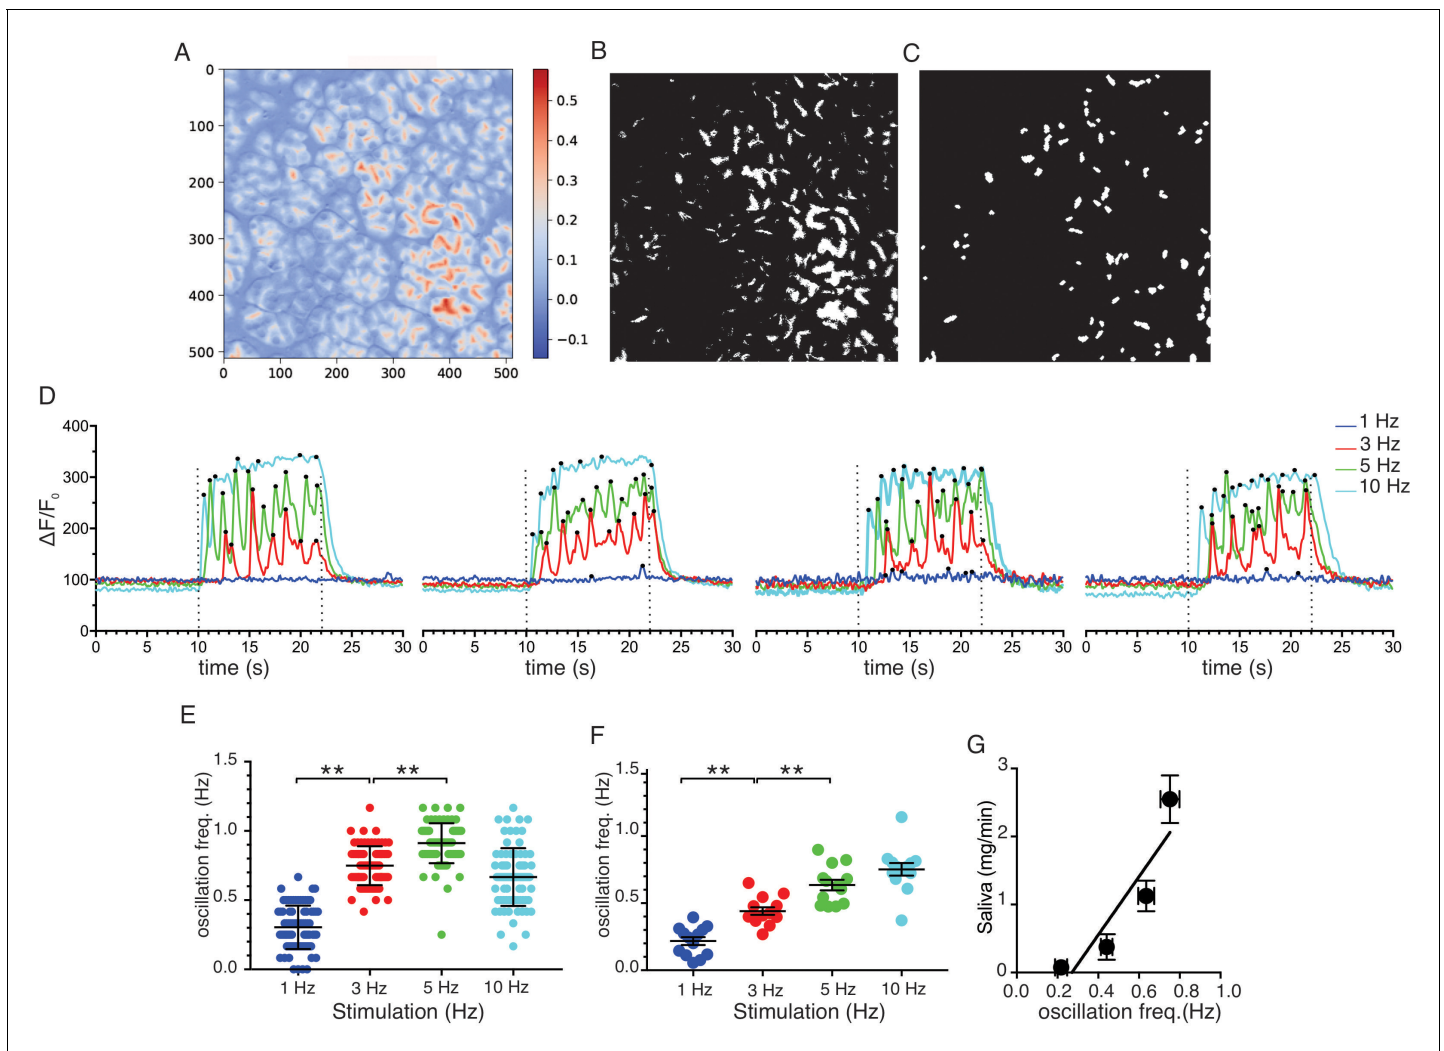 A
B
C
0
100
200
300
400
500
0 100 200 300 400 500
0.5
0.4
0.3
0.2
0.1
0.0
−0.1
D
ΔF/F0
400
300
200
100
0
0 5 10 15 20 25 30
time (s)
0 5 10 15 20 25 30
time (s)
0 5 10 15 20 25 30
time (s)
0 5 10 15 20 25 30
time (s)
1 Hz
3 Hz
5 Hz
10 Hz
E
oscillation freq. (Hz)
1.5
1.0
0.5
0.0
** **
1 Hz 3 Hz 5 Hz 10 Hz
Stimulation (Hz)
F
oscillation freq. (Hz)
1.5
1.0
0.5
0.0
** **
1 Hz 3 Hz 5 Hz 10 Hz
Stimulation (Hz)
G
Saliva (mg/min)
3
2
1
0
0.0 0.2 0.4 0.6 0.8 1.0
oscillation freq.(Hz)